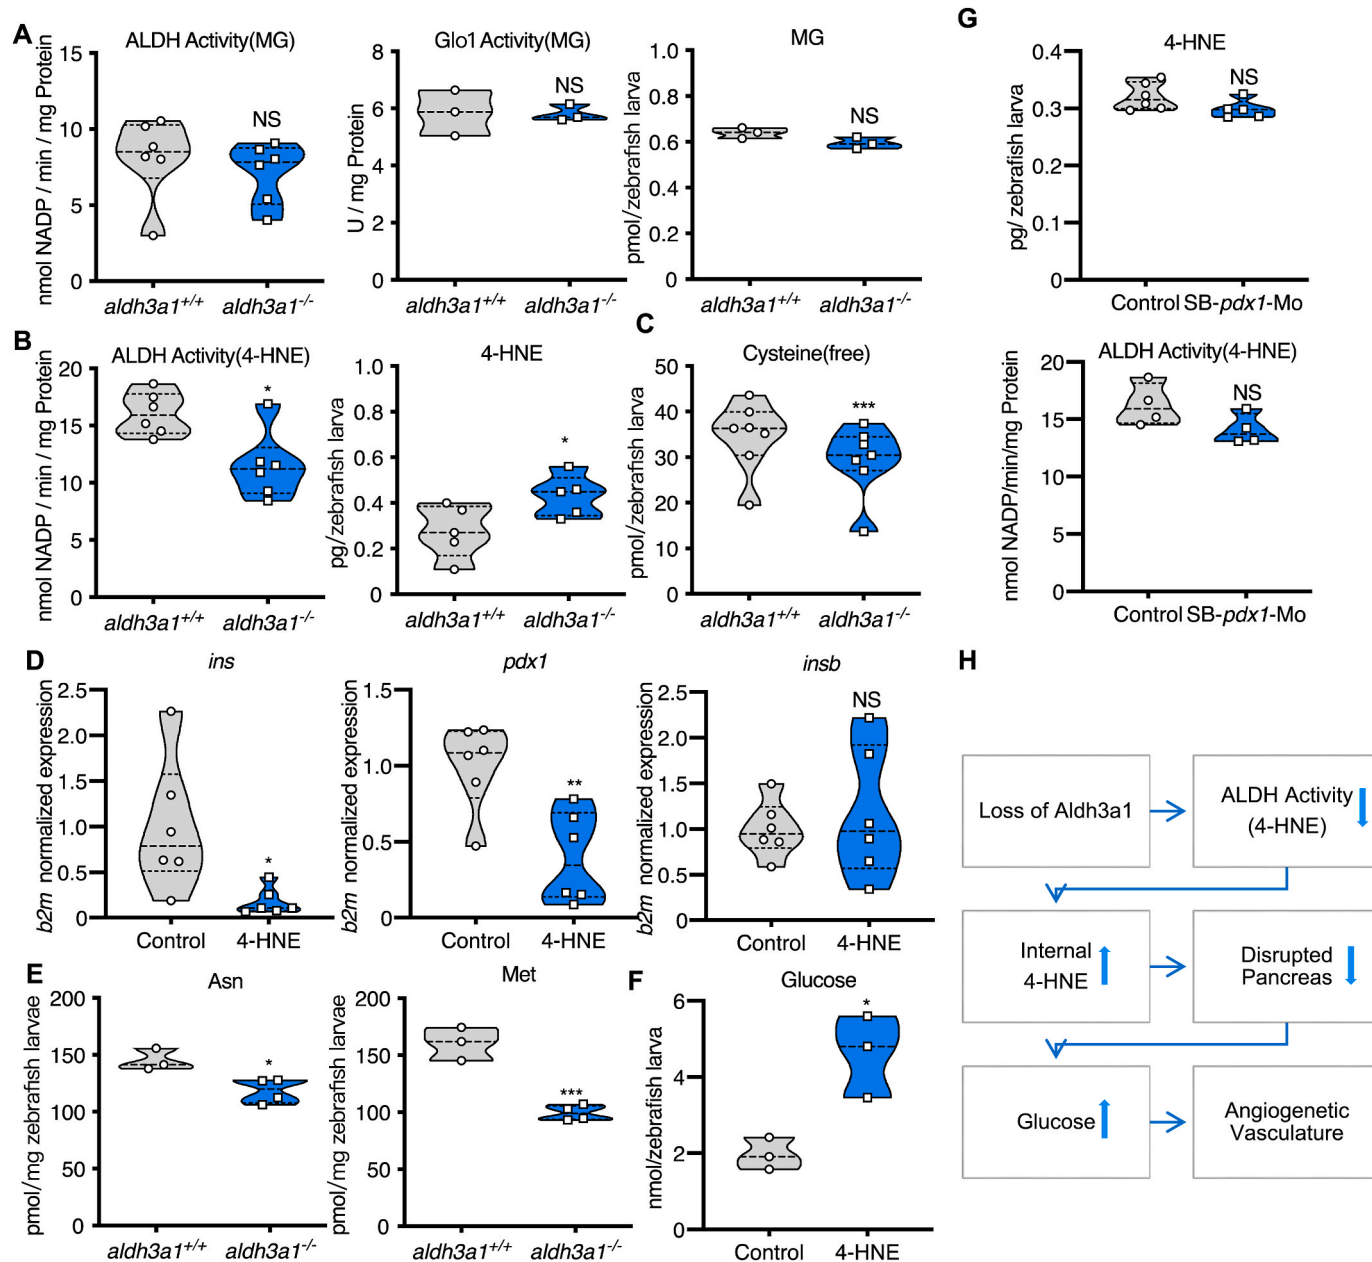 A
ALDH Activity(MG)
nmol NADP / min / mg Protein
15
10
5
0
NS
aldh3a1+/+
aldh3a1-/-
Glo1 Activity(MG)
U / mg Protein
8
6
4
2
0
NS
aldh3a1+/+
aldh3a1-/-
MG
pmol/zebrafish larva
1.0
0.8
0.6
0.4
0.2
0
NS
aldh3a1+/+
aldh3a1-/-
B
ALDH Activity(4-HNE)
nmol NADP / min / mg Protein
20
15
10
5
0
*
aldh3a1+/+
aldh3a1-/-
4-HNE
pg/zebrafish larva
1.0
0.8
0.6
0.4
0.2
0
*
aldh3a1+/+
aldh3a1-/-
C
Cysteine(free)
pmol/zebrafish larva
50
40
30
20
10
0
***
aldh3a1+/+
aldh3a1-/-
D
ins
b2m normalized expression
2.5
2.0
1.5
1.0
0.5
0
*
Control
4-HNE
pdx1
b2m normalized expression
1.5
1.0
0.5
0
**
Control
4-HNE
insb
b2m normalized expression
2.5
2.0
1.5
1.0
0.5
0
NS
Control
4-HNE
E
Asn
pmol/mg zebrafish larvae
200
150
100
50
0
*
aldh3a1+/+
aldh3a1-/-
Met
pmol/mg zebrafish larvae
200
150
100
50
0
***
aldh3a1+/+
aldh3a1-/-
F
Glucose
nmol/zebrafish larva
6
4
2
0
*
Control
4-HNE
G
4-HNE
pg/ zebrafish larva
0.4
0.3
0.2
0.1
0
NS
Control SB-pdx1-Mo
ALDH Activity(4-HNE)
nmol NADP/min/mg Protein
20
15
10
5
0
NS
Control SB-pdx1-Mo
H
Loss of Aldh3a1
ALDH Activity
(4-HNE)
Internal
4-HNE
Disrupted
Pancreas
Glucose
Angiogenetic
Vasculature